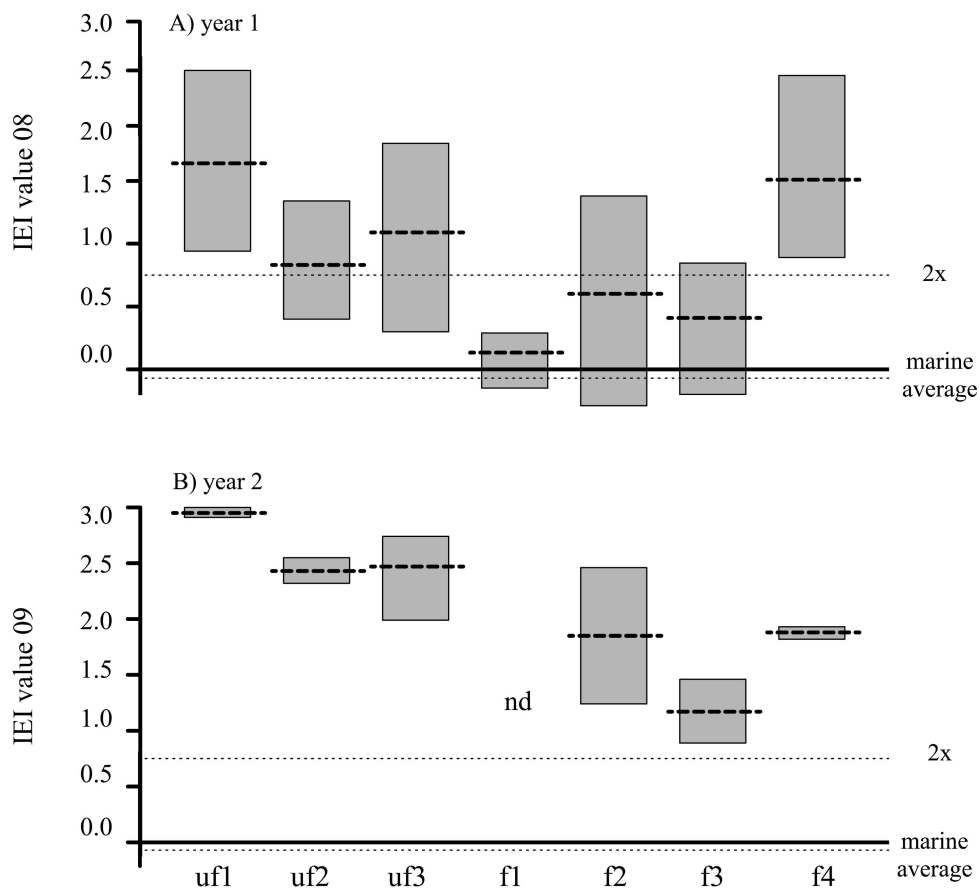 A) year 1
IEI value 08
3.0
2.5
2.0
1.5
1.0
0.5
0.0
2x
marine
average
B) year 2
IEI value 09
3.0
2.5
2.0
1.5
1.0
0.5
0.0
nd
2x
marine
average
uf1 uf2 uf3 f1 f2 f3 f4